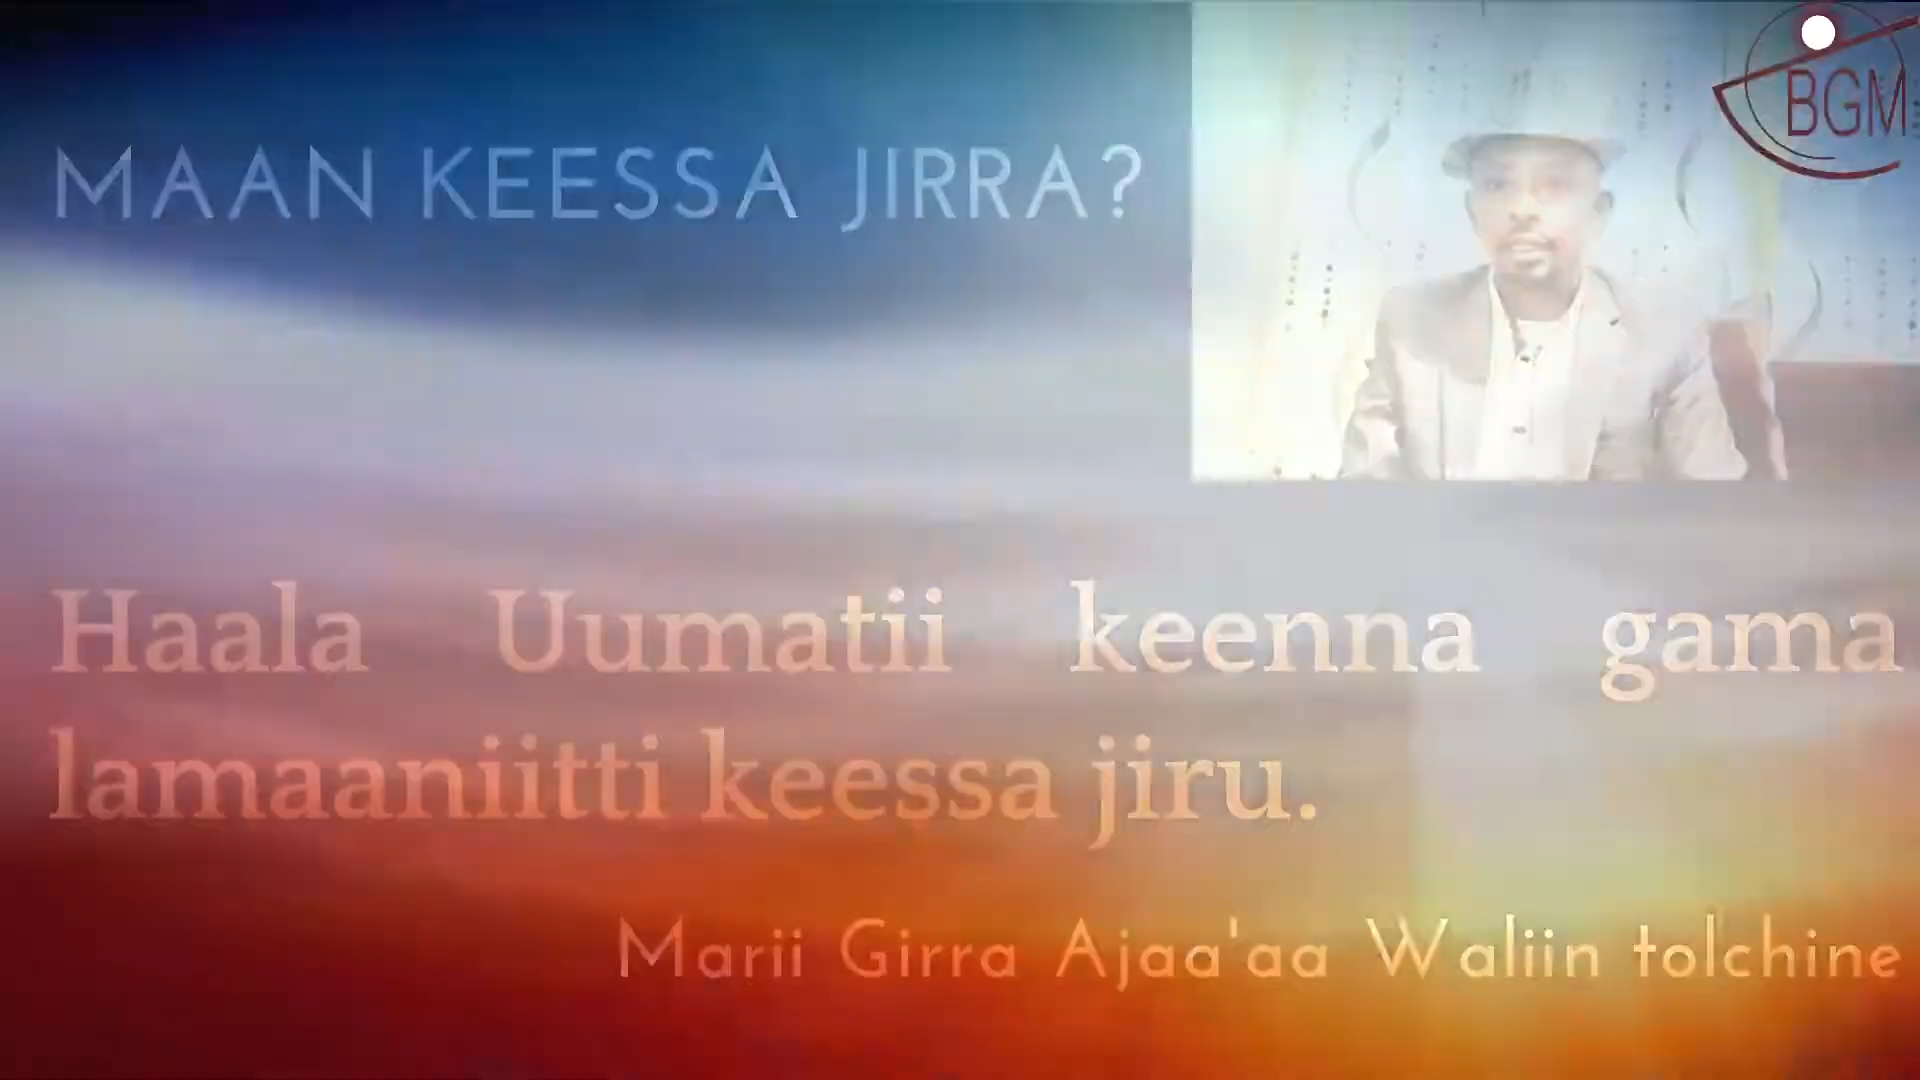 BGM
MAAN KEESSA JIRRA?
Haala Uumatii keenna gama
lamaaniitti keessa jiru.
Marii Girra Ajaa'aa Waliin tolchine